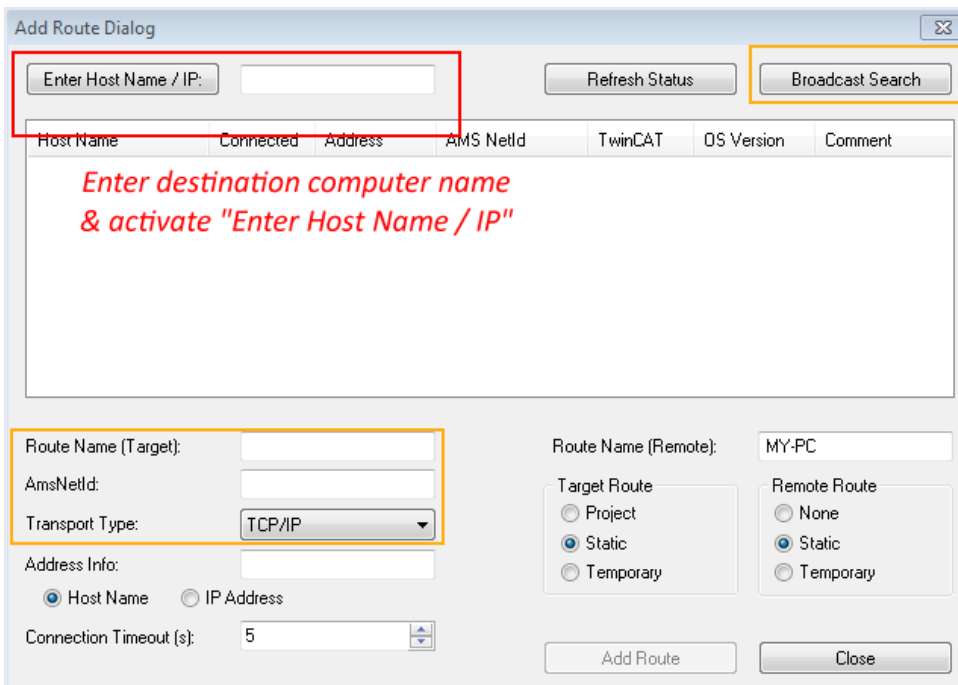 Add Route Dialog
Enter Host Name / IP:
Refresh Status
Broadcast Search
Host Name Connected Address AMS NetId TwinCAT OS Version Comment
Enter destination computer name
& activate "Enter Host Name / IP"
Route Name (Target):
Route Name (Remote): MY-PC
AmsNetId:
Target Route
Remote Route
Transport Type: TCP/IP
Project
None
Static
Static
Address Info:
Temporary
Temporary
Host Name
IP Address
Connection Timeout (s): 5
Add Route
Close